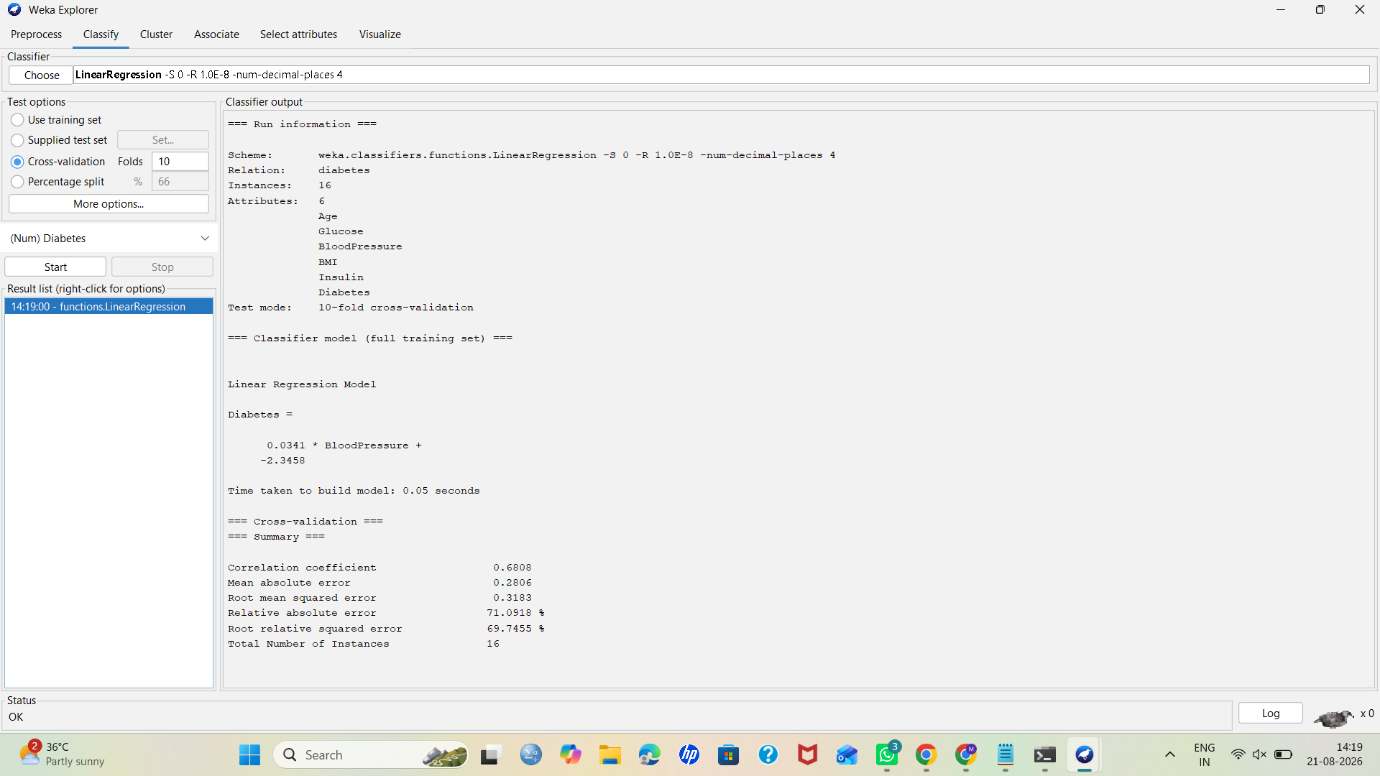 Weka Explorer
Preprocess Classify Cluster Associate Select attributes Visualize
Classifier
Choose LinearRegression -S 0 -R 1.0E-8 -num-decimal-places 4
Test options
Use training set
Supplied test set Set...
Cross-validation Folds 10
Percentage split % 66
More options...
(Num) Diabetes
Start Stop
Result list (right-click for options)
14:19:00 - functions.LinearRegression
Classifier output
=== Run information ===
Scheme: weka.classifiers.functions.LinearRegression -S 0 -R 1.0E-8 -num-decimal-places 4
Relation: diabetes
Instances: 16
Attributes: 6
Age
Glucose
BloodPressure
BMI
Insulin
Diabetes
Test mode: 10-fold cross-validation
=== Classifier model (full training set) ===
Linear Regression Model
Diabetes =
0.0341 * BloodPressure +
-2.3458
Time taken to build model: 0.05 seconds
=== Cross-validation ===
=== Summary ===
Correlation coefficient 0.6808
Mean absolute error 0.2806
Root mean squared error 0.3183
Relative absolute error 71.0918 %
Root relative squared error 69.7455 %
Total Number of Instances 16
Status
OK
Log x 0
2 36°C
Partly sunny
Search
hp
3
M
ENG
IN
14:19
21-08-2026